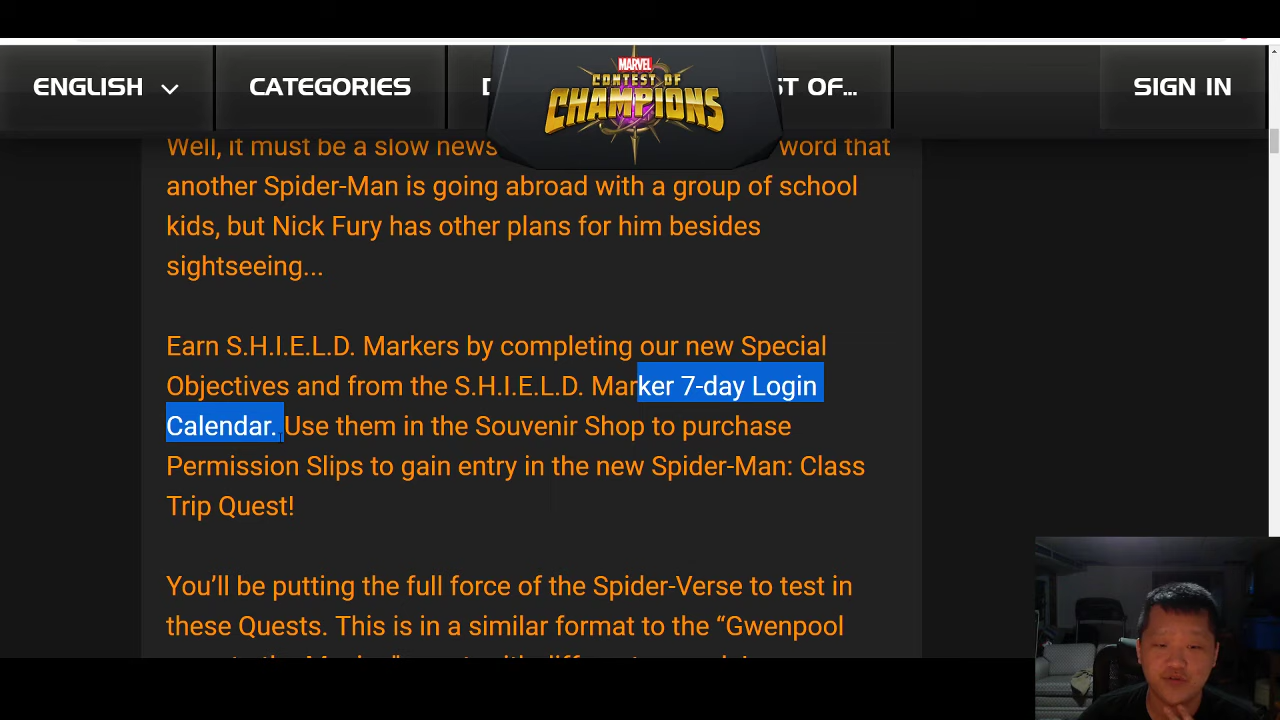 ENGLISH CATEGORIES D MARVEL CONTEST OF CHAMPIONS ST OF... SIGN IN
Well, it must be a slow news word that
another Spider-Man is going abroad with a group of school
kids, but Nick Fury has other plans for him besides
sightseeing...
Earn S.H.I.E.L.D. Markers by completing our new Special
Objectives and from the S.H.I.E.L.D. Marker 7-day Login
Calendar. Use them in the Souvenir Shop to purchase
Permission Slips to gain entry in the new Spider-Man: Class
Trip Quest!
You’ll be putting the full force of the Spider-Verse to test in
these Quests. This is in a similar format to the “Gwenpool